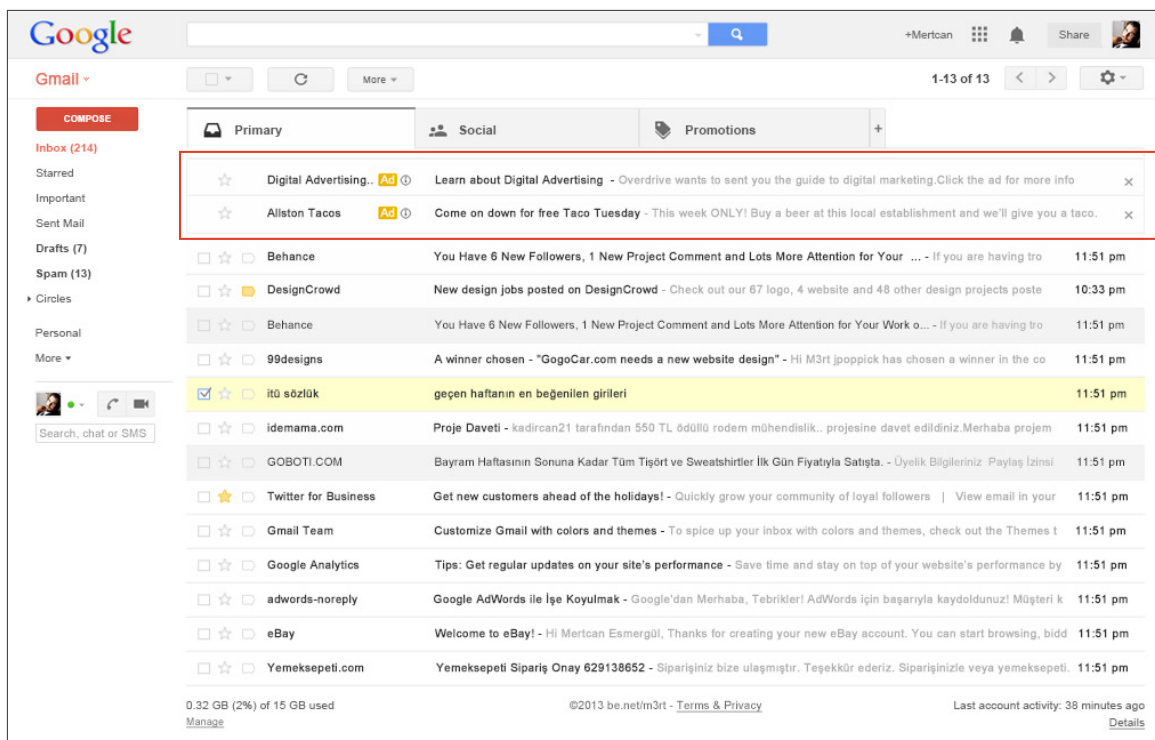 Google
+Mertcan
Share
Gmail
More
1-13 of 13
COMPOSE
Inbox (214)
Starred
Important
Sent Mail
Drafts (7)
Spam (13)
Circles
Personal
More
Search, chat or SMS
Primary
Social
Promotions
+
Digital Advertising.. Ad Learn about Digital Advertising - Overdrive wants to sent you the guide to digital marketing.Click the ad for more info
Allston Tacos Ad Come on down for free Taco Tuesday - This week ONLY! Buy a beer at this local establishment and we'll give you a taco.
Behance You Have 6 New Followers, 1 New Project Comment and Lots More Attention for Your ... - If you are having tro 11:51 pm
DesignCrowd New design jobs posted on DesignCrowd - Check out our 67 logo, 4 website and 48 other design projects poste 10:33 pm
Behance You Have 6 New Followers, 1 New Project Comment and Lots More Attention for Your Work o... - If you are having tro 11:51 pm
99designs A winner chosen - "GogoCar.com needs a new website design" - Hi M3rt jpoppick has chosen a winner in the co 11:51 pm
itü sözlük geçen haftanın en beğenilen girileri 11:51 pm
idemama.com Proje Daveti - kadircan21 tarafından 550 TL ödüllü rodem mühendislik.. projesine davet edildiniz.Merhaba projem 11:51 pm
GOBOTI.COM Bayram Haftasının Sonuna Kadar Tüm Tişört ve Sweatshirtler İlk Gün Fiyatıyla Satışta. - Üyelik Bilgileriniz Paylaş İzinsi 11:51 pm
Twitter for Business Get new customers ahead of the holidays! - Quickly grow your community of loyal followers | View email in your 11:51 pm
Gmail Team Customize Gmail with colors and themes - To spice up your inbox with colors and themes, check out the Themes t 11:51 pm
Google Analytics Tips: Get regular updates on your site's performance - Save time and stay on top of your website's performance by 11:51 pm
adwords-noreply Google AdWords ile İşe Koyulmak - Google'dan Merhaba, Tebrikler! AdWords için başarıyla kaydoldunuz! Müşteri k 11:51 pm
eBay Welcome to eBay! - Hi Mertcan Esmergül, Thanks for creating your new eBay account. You can start browsing, bidd 11:51 pm
Yemeksepeti.com Yemeksepeti Sipariş Onay 629138652 - Siparişiniz bize ulaşmıştır. Teşekkür ederiz. Siparişinizle veya yemeksepeti. 11:51 pm
0.32 GB (2%) of 15 GB used
Manage
©2013 be.net/m3rt - Terms & Privacy
Last account activity: 38 minutes ago
Details